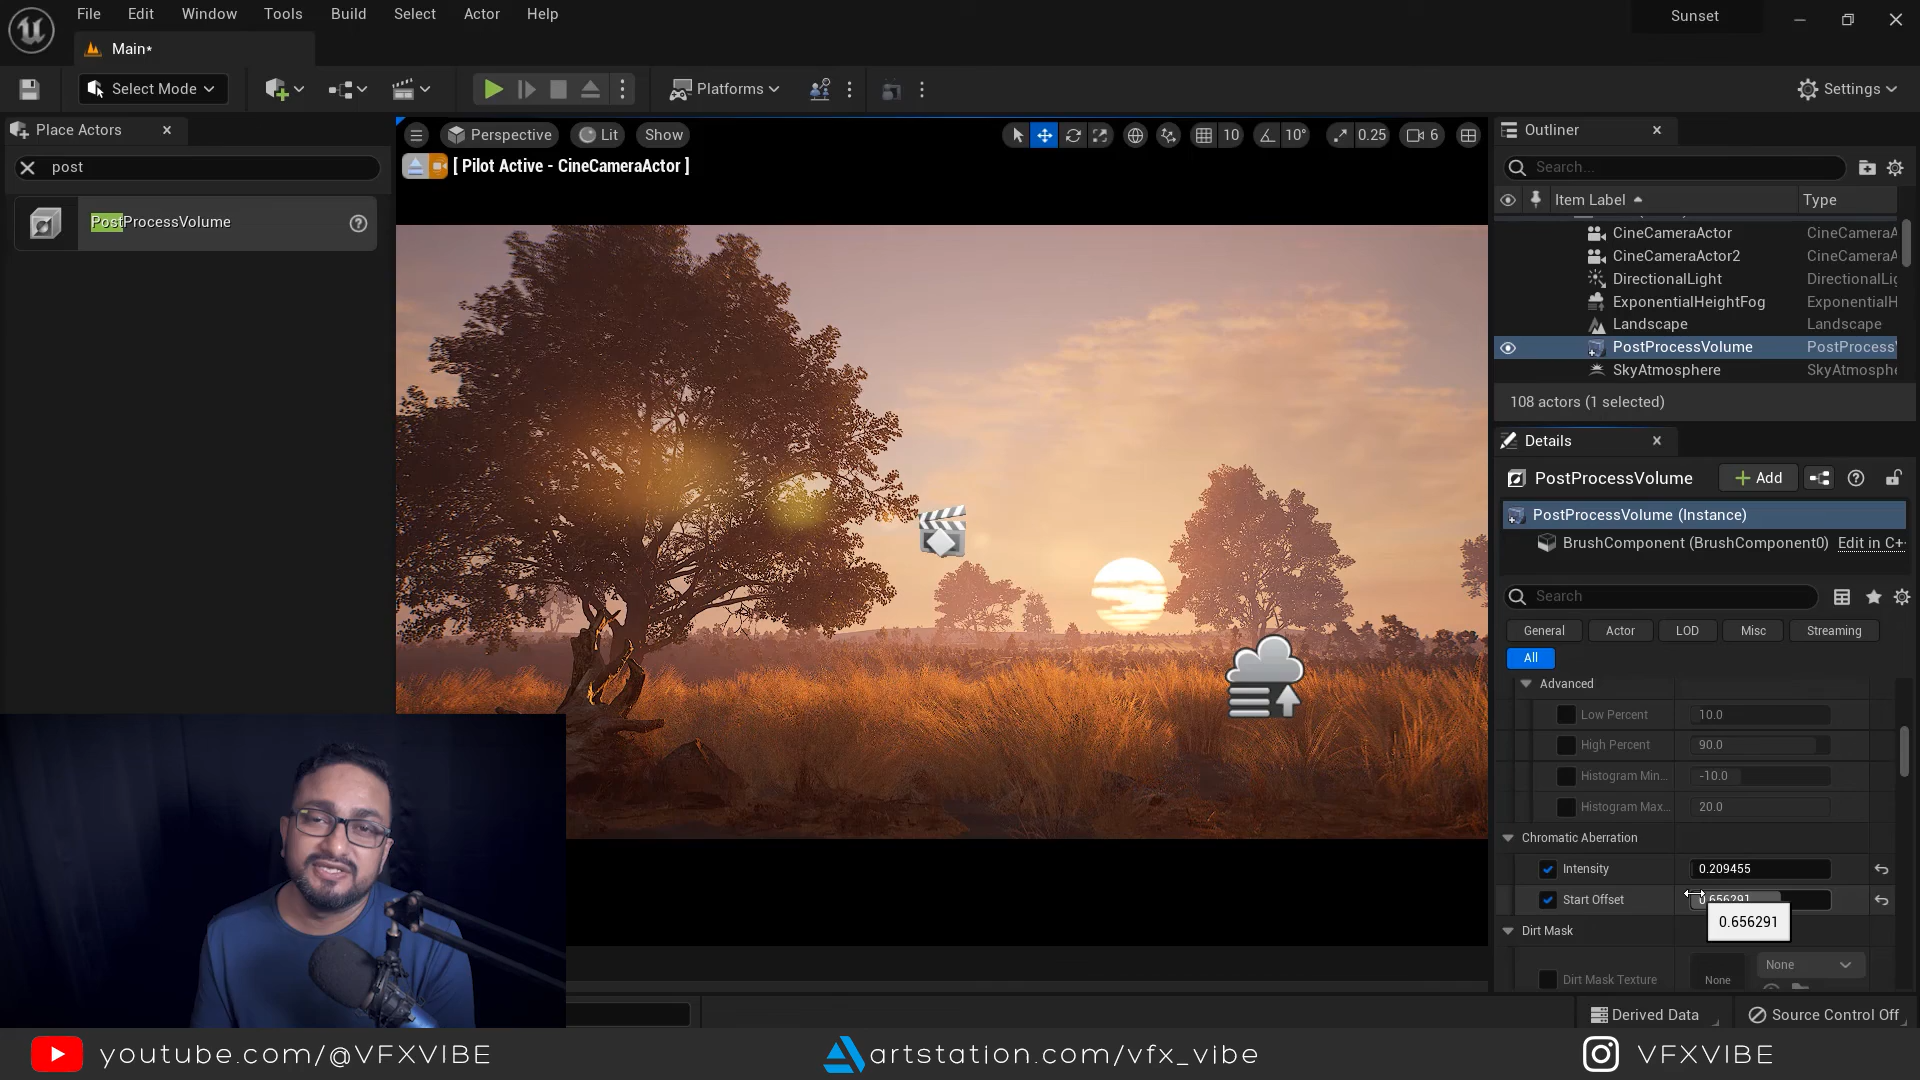 File Edit Window Tools Build Select Actor Help
Sunset
Main*
Select Mode
Platforms
Settings
Place Actors
post
PostProcessVolume
Perspective Lit Show
10 10° 0.25 6
[ Pilot Active - CineCameraActor ]
Outliner
Search...
Item Label Type
CineCameraActor CineCameraA
CineCameraActor2 CineCameraA
DirectionalLight DirectionalLig
ExponentialHeightFog ExponentialH
Landscape Landscape
PostProcessVolume PostProcess
SkyAtmosphere SkyAtmosphe
108 actors (1 selected)
Details
PostProcessVolume Add
PostProcessVolume (Instance)
BrushComponent (BrushComponent0) Edit in C+
Search
General Actor LOD Misc Streaming
All
Advanced
Low Percent 10.0
High Percent 90.0
Histogram Min... -10.0
Histogram Max... 20.0
Chromatic Aberration
Intensity 0.209455
Start Offset 0.656291
0.656291
Dirt Mask
None
Dirt Mask Texture None
Derived Data Source Control Off
youtube.com/@VFXVIBE artstation.com/vfx_vibe VFXVIBE